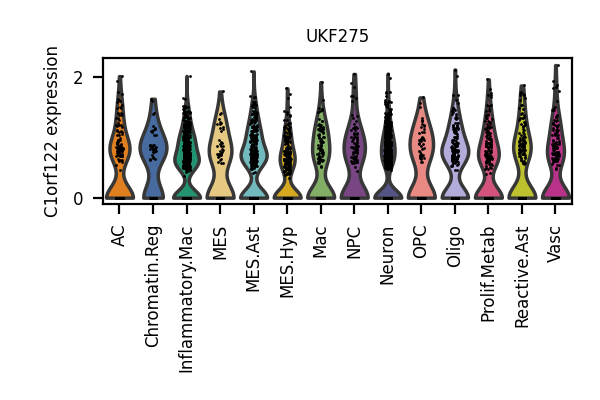 UKF275
C1orf122 expression
2
0
AC
Chromatin.Reg
Inflammatory.Mac
MES
MES.Ast
MES.Hyp
Mac
NPC
Neuron
OPC
Oligo
Prolif.Metab
Reactive.Ast
Vasc